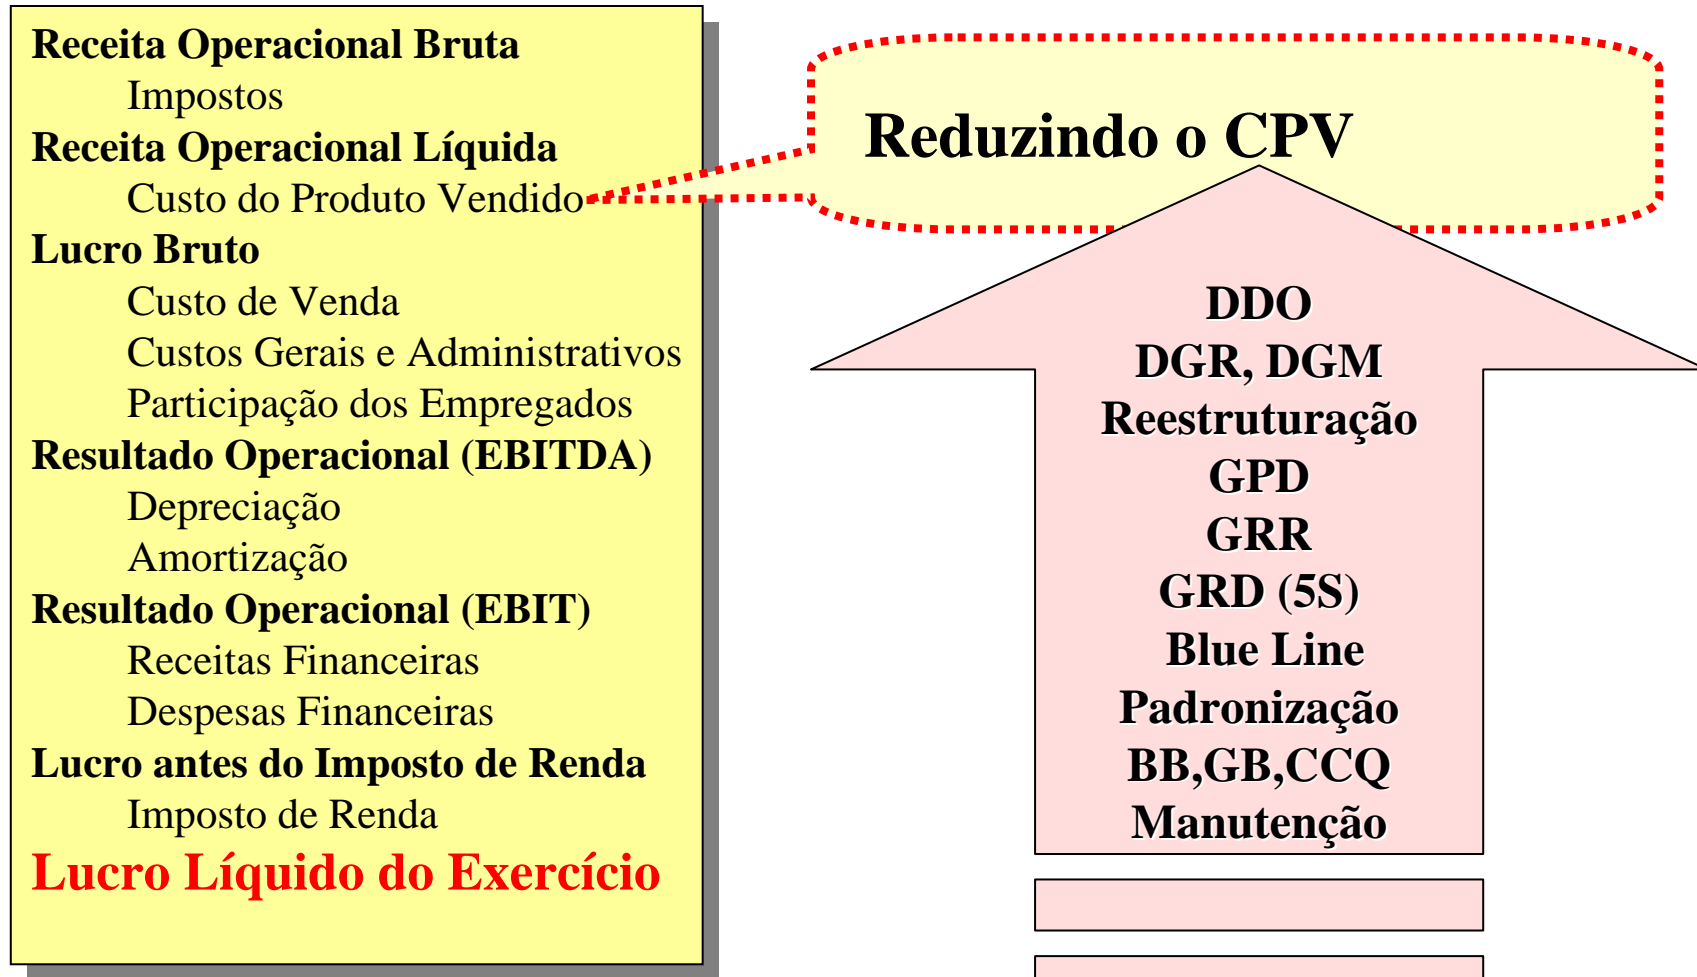 Receita Operacional Bruta
Impostos
Receita Operacional Líquida
Custo do Produto Vendido
Lucro Bruto
Custo de Venda
Custos Gerais e Administrativos
Participação dos Empregados
Resultado Operacional (EBITDA)
Depreciação
Amortização
Resultado Operacional (EBIT)
Receitas Financeiras
Despesas Financeiras
Lucro antes do Imposto de Renda
Imposto de Renda
Lucro Líquido do Exercício
Reduzindo o CPV
DDO
DGR, DGM
Reestruturação
GPD
GRR
GRD (5S)
Blue Line
Padronização
BB,GB,CCQ
Manutenção